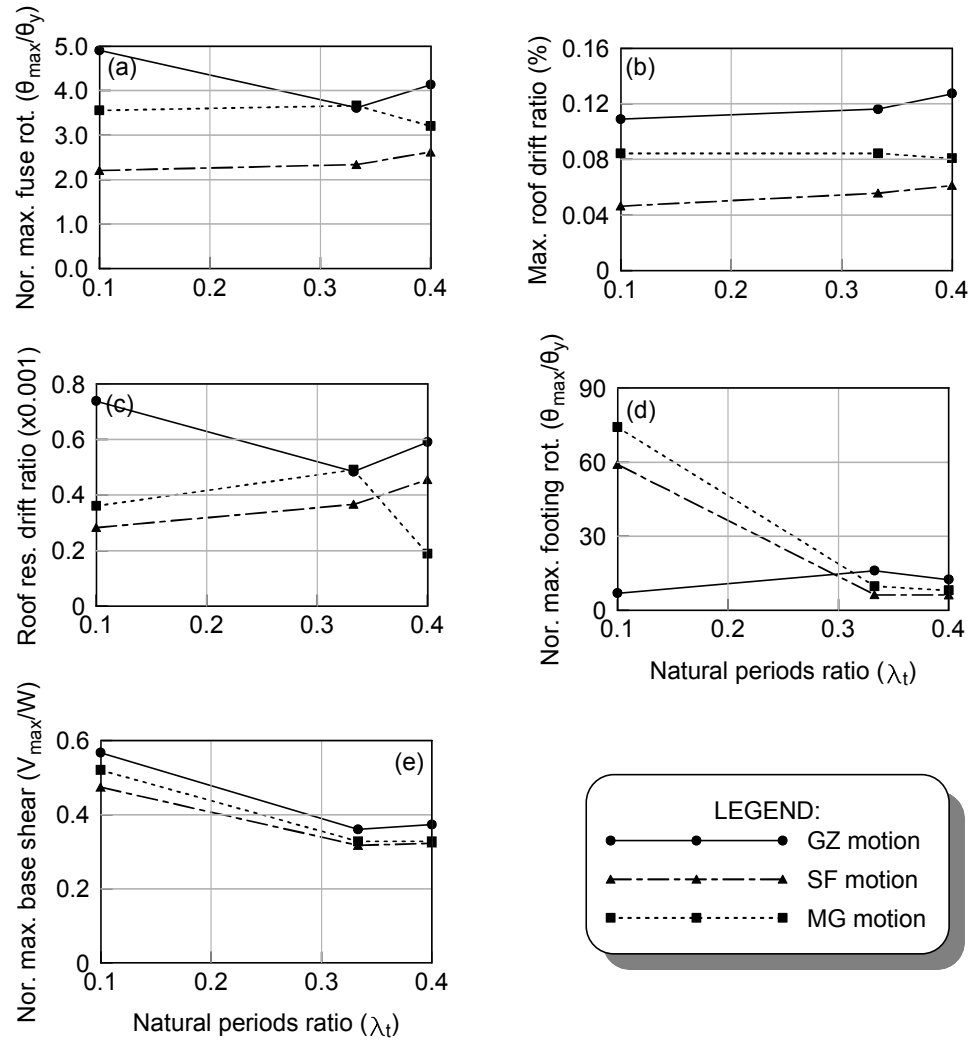 Nor. max. fuse rot. (θmax/θy)
5.0
4.0
3.0
2.0
1.0
0.0
(a)
0.1 0.2 0.3 0.4
Max. roof drift ratio (%)
0.16
0.12
0.08
0.04
0
(b)
0.1 0.2 0.3 0.4
Roof res. drift ratio (x0.001)
0.8
0.6
0.4
0.2
0
(c)
0.1 0.2 0.3 0.4
Nor. max. footing rot. (θmax/θy)
90
60
30
0
(d)
0.1 0.2 0.3 0.4
Natural periods ratio (λt)
Nor. max. base shear (Vmax/W)
0.6
0.4
0.2
0
(e)
0.1 0.2 0.3 0.4
Natural periods ratio (λt)
LEGEND:
GZ motion
SF motion
MG motion